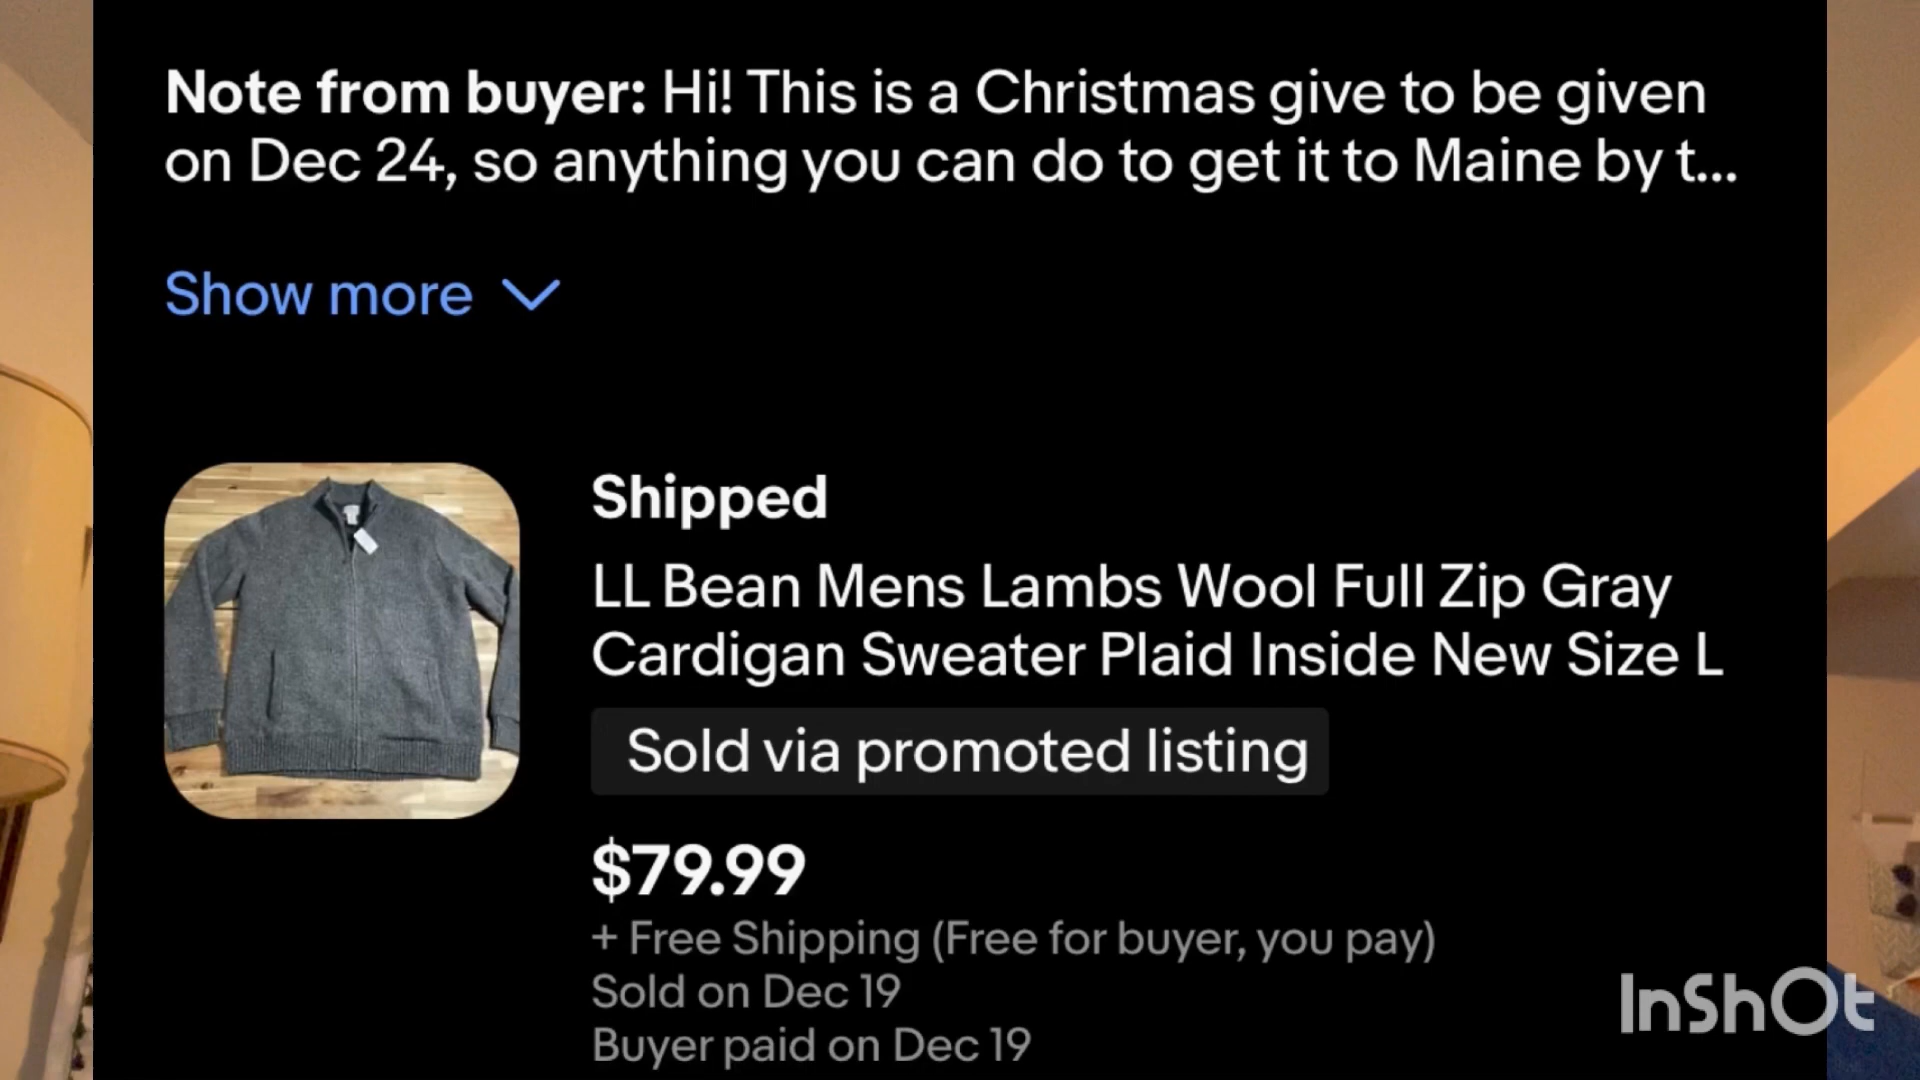 Note from buyer: Hi! This is a Christmas give to be given
on Dec 24, so anything you can do to get it to Maine by t...
Show more
Shipped
LL Bean Mens Lambs Wool Full Zip Gray
Cardigan Sweater Plaid Inside New Size L
Sold via promoted listing
$79.99
+ Free Shipping (Free for buyer, you pay)
Sold on Dec 19
Buyer paid on Dec 19
InShOt